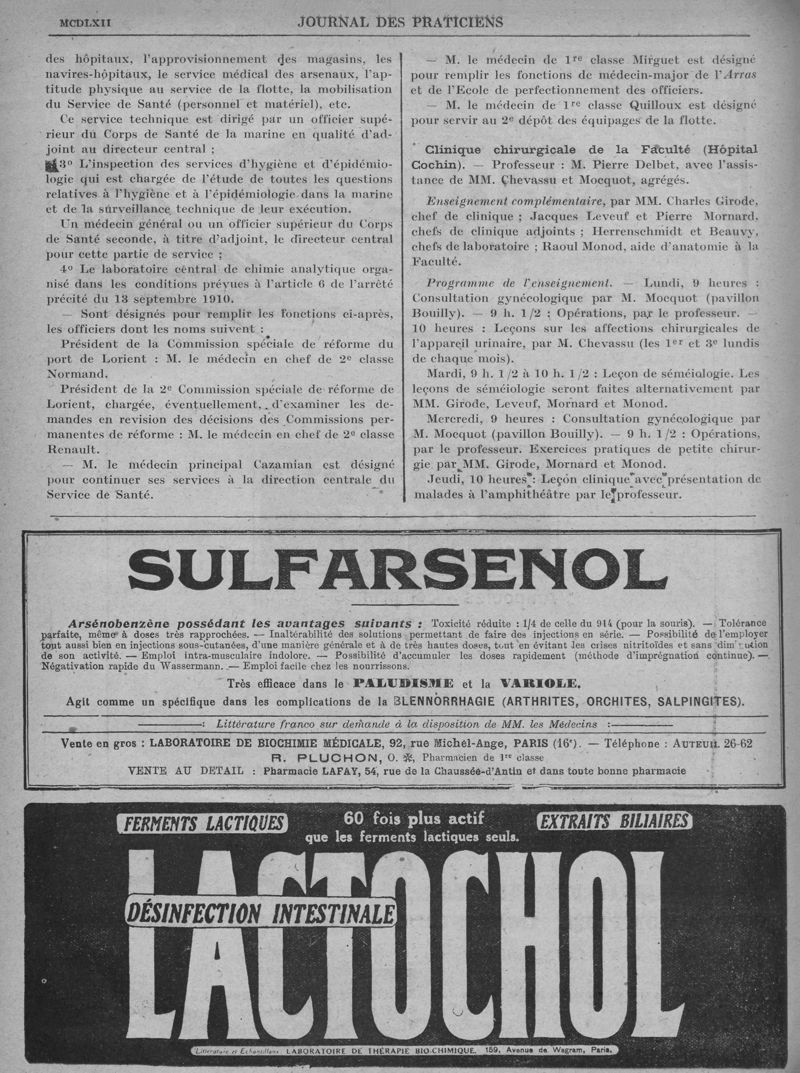 MCDLXII
JOURNAL DES PRATICIENS
des hôpitaux, l'approvisionnement des magasins, les
navires-hôpitaux, le service médical des arsenaux, l'ap-
titude physique au service de la flotte, la mobilisation
du Service de Santé (personnel et matériel), etc.
Ce service technique est dirigé par un officier supé-
rieur du Corps de Santé de la marine en qualité d'ad-
joint au directeur central ;
3º L'inspection des services d'hygiène et d'épidémio-
logie qui est chargée de l'étude de toutes les questions
relatives à l'hygiène et à l'épidémiologie dans la marine
et de la surveillance technique de leur exécution.
Un médecin général ou un officier supérieur du Corps
de Santé seconde, à titre d'adjoint, le directeur central
pour cette partie de service ;
4º Le laboratoire central de chimie analytique orga-
nisé dans les conditions prévues à l'article 6 de l'arrêté
précité du 13 septembre 1910.
— Sont désignés pour remplir les fonctions ci-après,
les officiers dont les noms suivent :
Président de la Commission spéciale de réforme du
port de Lorient : M. le médecin en chef de 2e classe
Normand.
Président de la 2e Commission spéciale de réforme de
Lorient, chargée, éventuellement, d'examiner les de-
mandes en revision des décisions des Commissions per-
manentes de réforme : M. le médecin en chef de 2e classe
Renault.
— M. le médecin principal Cazamian est désigné
pour continuer ses services à la direction centrale du
Service de Santé.
— M. le médecin de 1re classe Mirguet est désigné
pour remplir les fonctions de médecin-major de l'Arras
et de l'Ecole de perfectionnement des officiers.
— M. le médecin de 1re classe Quilloux est désigné
pour servir au 2e dépôt des équipages de la flotte.
Clinique chirurgicale de la Faculté (Hôpital
Cochin). — Professeur : M. Pierre Delbet, avec l'assis-
tance de MM. Chevassu et Mocquot, agrégés.
Enseignement complémentaire, par MM. Charles Girode,
chef de clinique ; Jacques Leveuf et Pierre Mornard,
chefs de clinique adjoints ; Herrenschmidt et Beauvy,
chefs de laboratoire ; Raoul Monod, aide d'anatomie à la
Faculté.
Programme de l'enseignement. — Lundi, 9 heures :
Consultation gynécologique par M. Mocquot (pavillon
Bouilly). — 9 h. 1/2 : Opérations, par le professeur. —
10 heures : Leçons sur les affections chirurgicales de
l'appareil urinaire, par M. Chevassu (les 1er et 3e lundis
de chaque mois).
Mardi, 9 h. 1/2 à 10 h. 1/2 : Leçon de séméiologie. Les
leçons de séméiologie seront faites alternativement par
MM. Girode, Leveuf, Mornard et Monod.
Mercredi, 9 heures : Consultation gynécologique par
M. Mocquot (pavillon Bouilly). — 9 h. 1/2 : Opérations,
par le professeur. Exercices pratiques de petite chirur-
gie par MM. Girode, Mornard et Monod.
Jeudi, 10 heures : Leçon clinique avec présentation de
malades à l'amphithéâtre par le professeur.
SULFARSENOL
Arsénobenzène possédant les avantages suivants : Toxicité réduite : 1/4 de celle du 914 (pour la souris). — Tolérance
parfaite, même à doses très rapprochées. — Inaltérabilité des solutions permettant de faire des injections en série. — Possibilité de l'employer
tout aussi bien en injections sous-cutanées, d'une manière générale et à de très hautes doses, tout en évitant les crises nitritoïdes et sans diminution
de son activité. — Emploi intra-musculaire indolore. — Possibilité d'accumuler les doses rapidement (méthode d'imprégnation continue). —
Négativation rapide du Wassermann. — Emploi facile chez les nourrissons.
Très efficace dans le PALUDISME et la VARIOLE.
Agit comme un spécifique dans les complications de la BLENNORRHAGIE (ARTHRITES, ORCHITES, SALPINGITES).
: Littérature franco sur demande à la disposition de MM. les Médecins :
Vente en gros : LABORATOIRE DE BIOCHIMIE MÉDICALE, 92, rue Michel-Ange, PARIS (16e). — Téléphone : AUTEUIL 26-62
R. PLUCHON, O. ✻, Pharmacien de 1re classe
VENTE AU DETAIL : Pharmacie LAFAY, 54, rue de la Chaussée-d'Antin et dans toute bonne pharmacie
FERMENTS LACTIQUES
60 fois plus actif
que les ferments lactiques seuls.
EXTRAITS BILIAIRES
LACTOCHOL
DÉSINFECTION INTESTINALE
Littérature et Échantillons. LABORATOIRE DE THÉRAPIE BIO-CHIMIQUE, 159, Avenue de Wagram, Paris.